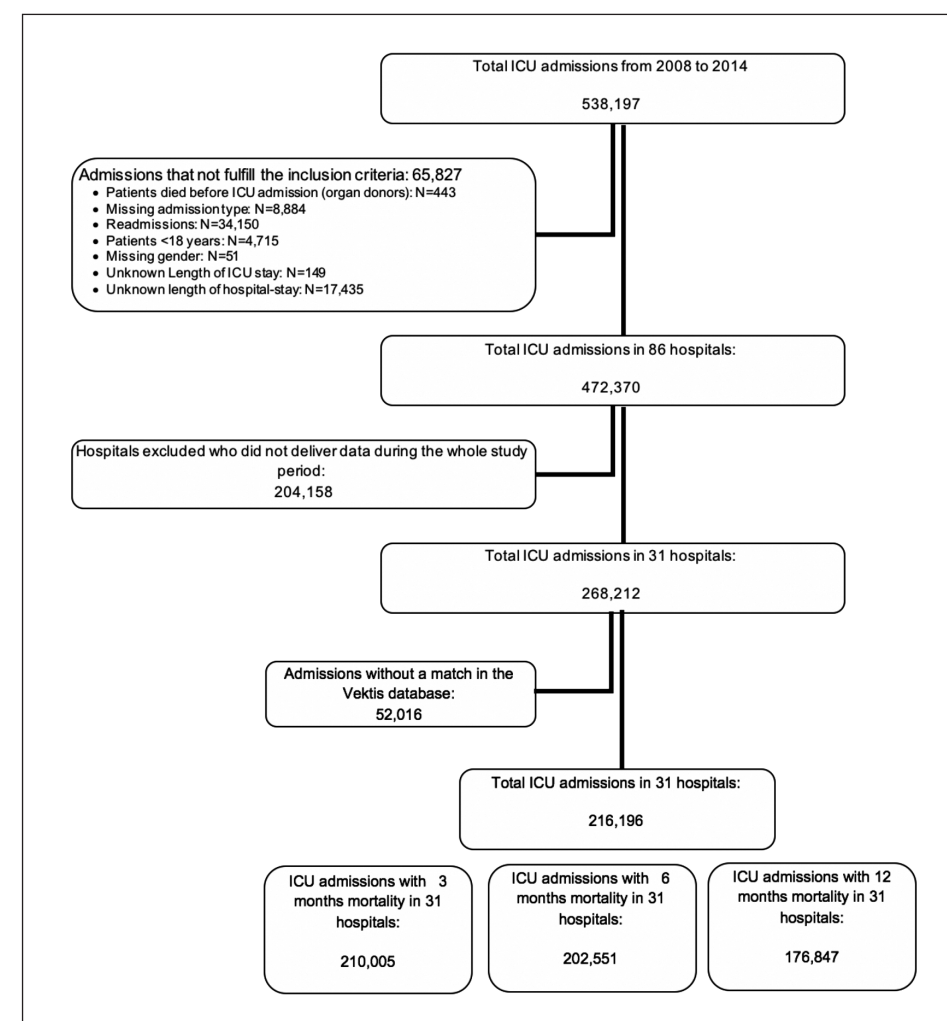 Total ICU admissions from 2008 to 2014
538,197
Admissions that not fulfill the inclusion criteria: 65,827
• Patients died before ICU admission (organ donors): N=443
• Missing admission type: N=8,884
• Readmissions: N=34,150
• Patients <18 years: N=4,715
• Missing gender: N=51
• Unknown Length of ICU stay: N=149
• Unknown length of hospital-stay: N=17,435
Total ICU admissions in 86 hospitals:
472,370
Hospitals excluded who did not deliver data during the whole study
period:
204,158
Total ICU admissions in 31 hospitals:
268,212
Admissions without a match in the
Vektis database:
52,016
Total ICU admissions in 31 hospitals:
216,196
ICU admissions with 3
months mortality in 31
hospitals:
210,005
ICU admissions with 6
months mortality in 31
hospitals:
202,551
ICU admissions with 12
months mortality in 31
hospitals:
176,847